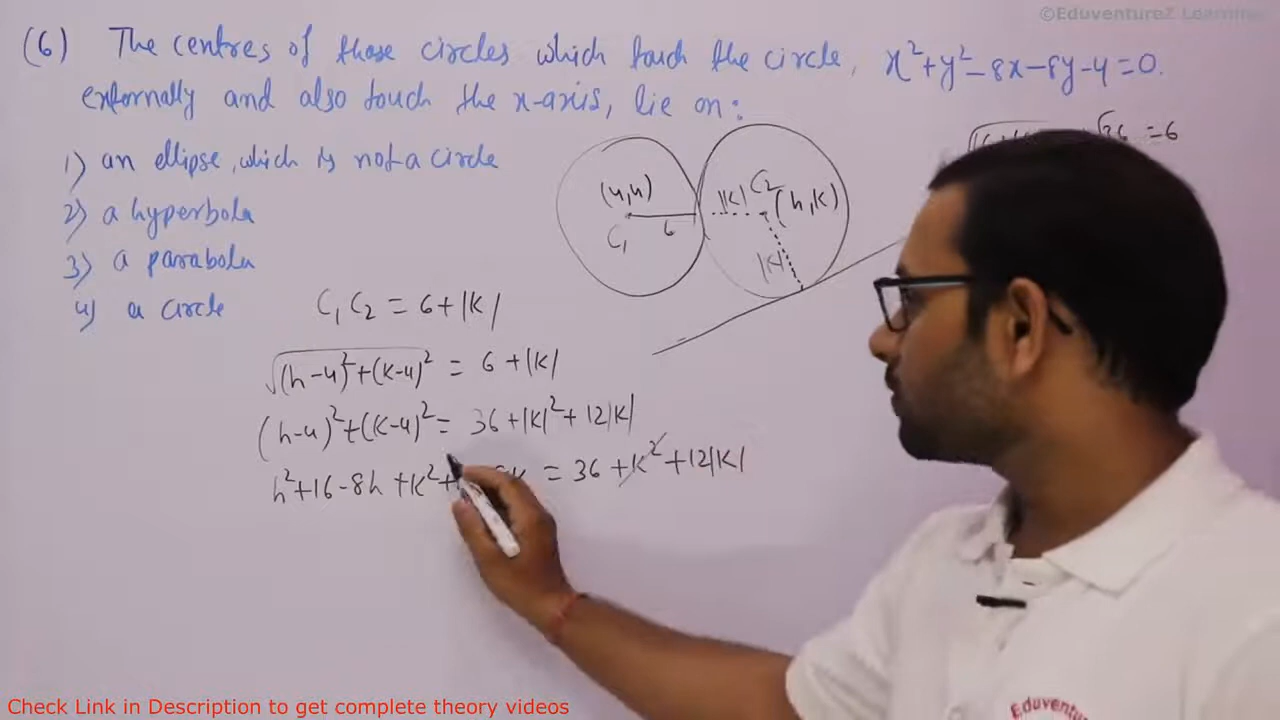 ©EduventureZ Learning
(6) The centres of those circles which touch the circle, x²+y²-8x-8y-4=0.
externally and also touch the x-axis, lie on:
1) an ellipse, which is not a circle
2) a hyperbola
3) a parabola
4) a circle
=6
(4,4)
C₁
6
|K|
C₂
(h,k)
|K|
C₁C₂ = 6+|K|
√(h-4)²+(K-4)² = 6+|K|
(h-4)²+(K-4)² = 36+|K|²+12|K|
h²+16-8h+K²+ = 36+K²+12|K|
Eduventure
Check Link in Description to get complete theory videos